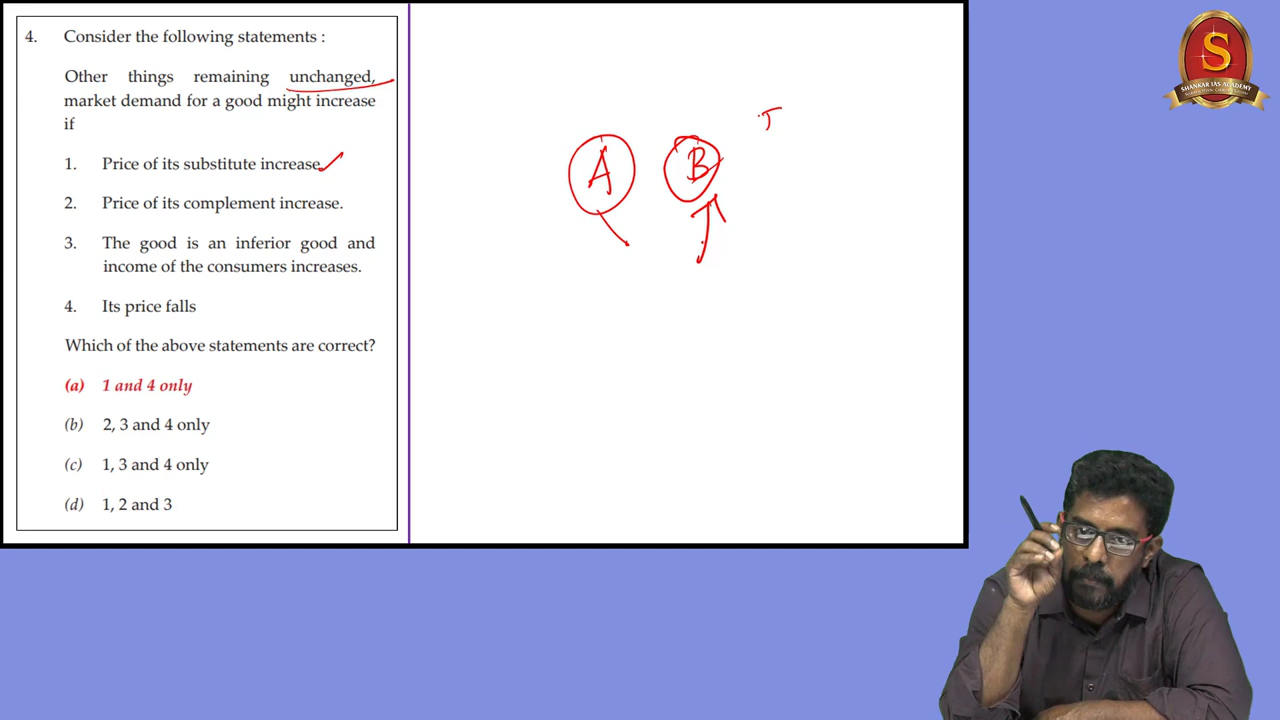 4. Consider the following statements :
Other things remaining unchanged,
market demand for a good might increase
if
1. Price of its substitute increase.
2. Price of its complement increase.
3. The good is an inferior good and
income of the consumers increases.
4. Its price falls
Which of the above statements are correct?
(a) 1 and 4 only
(b) 2, 3 and 4 only
(c) 1, 3 and 4 only
(d) 1, 2 and 3
A B
S
SHANKAR IAS ACADEMY